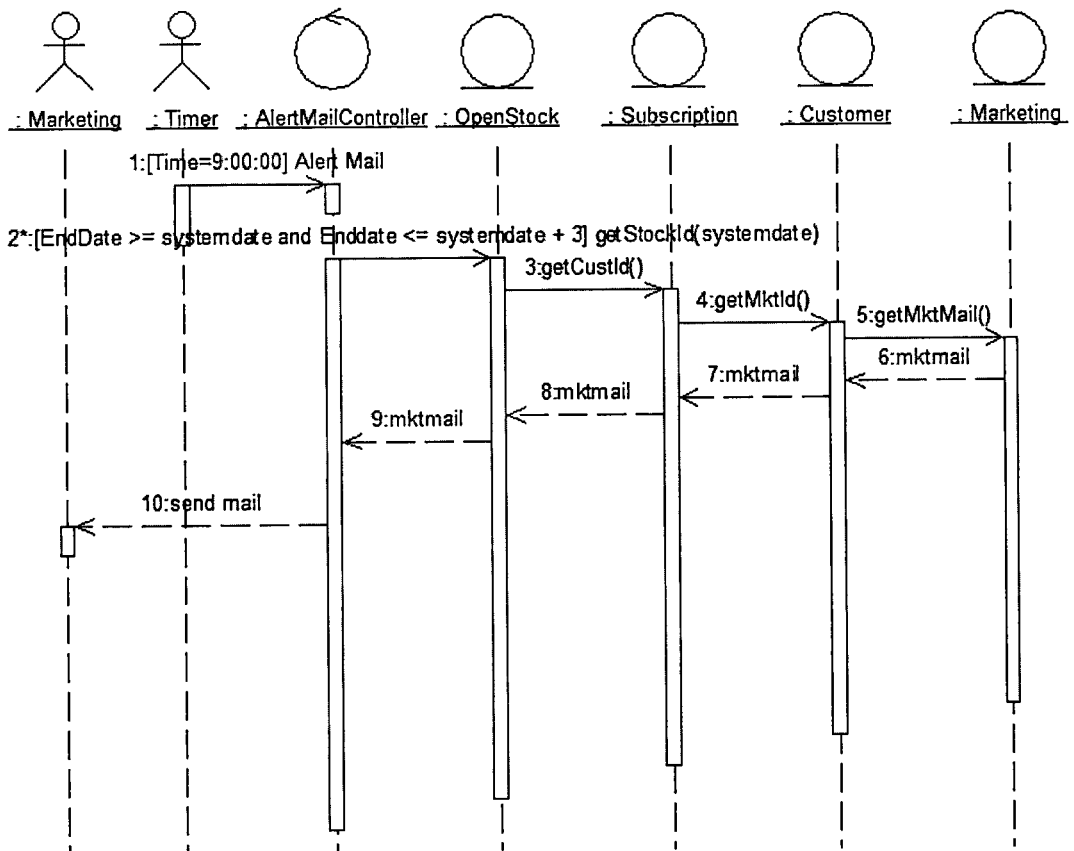 : Marketing : Timer : AlertMailController : OpenStock : Subscription : Customer : Marketing
1:[Time=9:00:00] Alert Mail
2*:[EndDate >= systemdate and Enddate <= systemdate + 3] getStockId(systemdate)
3:getCustId()
4:getMktId()
5:getMktMail()
6:mktmail
7:mktmail
8:mktmail
9:mktmail
10:send mail